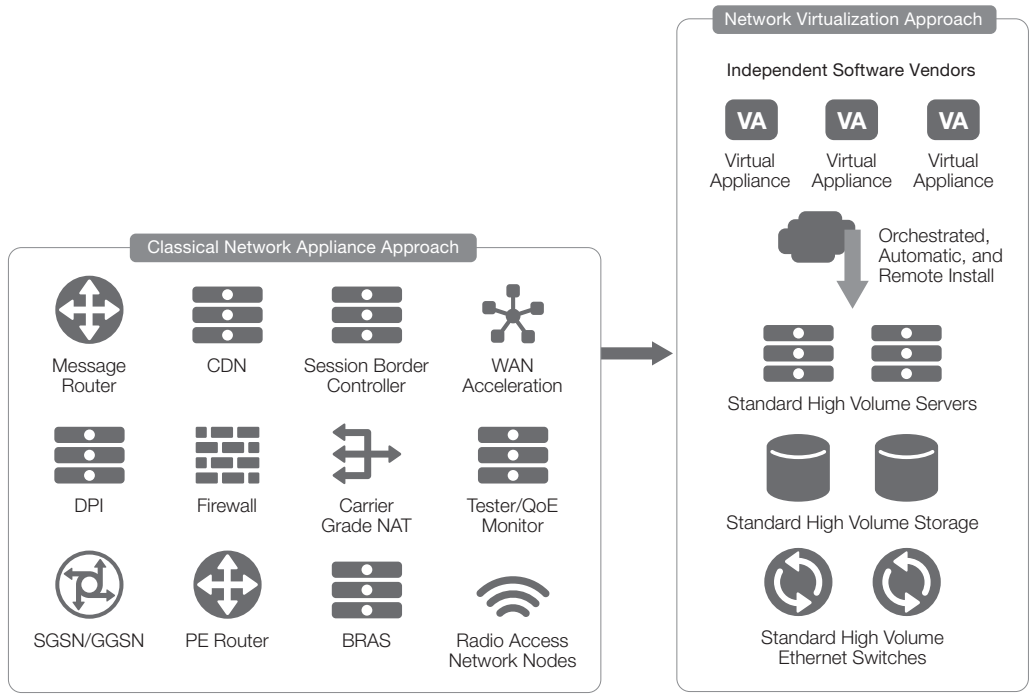 Network Virtualization Approach
Independent Software Vendors
VA
VA
VA
Virtual
Appliance
Virtual
Appliance
Virtual
Appliance
Orchestrated,
Automatic, and
Remote Install
Standard High Volume Servers
Standard High Volume Storage
Standard High Volume
Ethernet Switches
Classical Network Appliance Approach
Message
Router
CDN
Session Border
Controller
WAN
Acceleration
DPI
Firewall
Carrier
Grade NAT
Tester/QoE
Monitor
SGSN/GGSN
PE Router
BRAS
Radio Access
Network Nodes